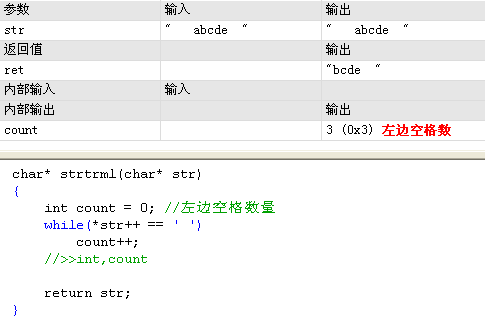 参数 输入 输出
str "   abcde  " "   abcde  "
返回值 输出
ret "bcde  "
内部输入 输入
内部输出 输出
count 3 (0x3) 左边空格数
char* strtrml(char* str)
{
    int count = 0; //左边空格数量
    while(*str++ == ' ')
        count++;
    //>>int,count
    return str;
}